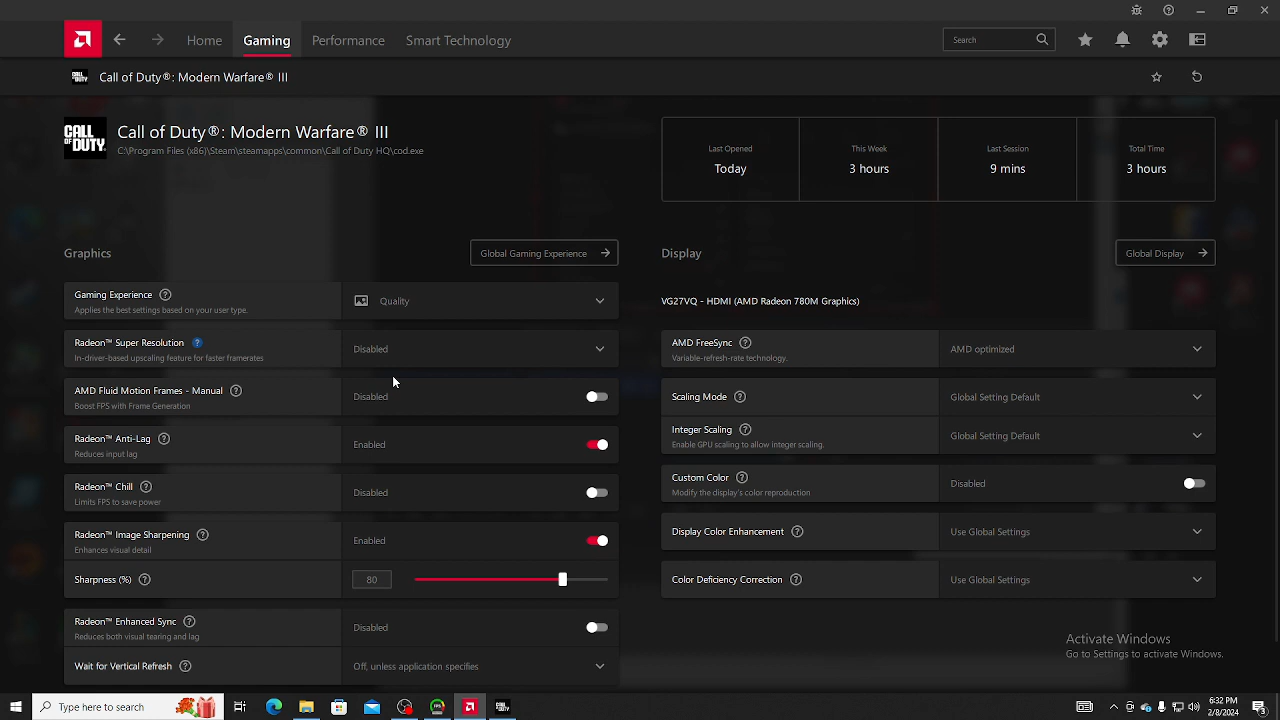 Home
Gaming
Performance
Smart Technology
Search
CALL OF DUTY
Call of Duty®: Modern Warfare® III
CALL
OF DUTY
Call of Duty®: Modern Warfare® III
C:\Program Files (x86)\Steam\steamapps\common\Call of Duty HQ\cod.exe
Last Opened
Today
This Week
3 hours
Last Session
9 mins
Total Time
3 hours
Graphics
Global Gaming Experience
Gaming Experience ?
Applies the best settings based on your user type.
Quality
Radeon™ Super Resolution ?
In-driver-based upscaling feature for faster framerates
Disabled
AMD Fluid Motion Frames - Manual ?
Boost FPS with Frame Generation
Disabled
Radeon™ Anti-Lag ?
Reduces input lag
Enabled
Radeon™ Chill ?
Limits FPS to save power
Disabled
Radeon™ Image Sharpening ?
Enhances visual detail
Enabled
Sharpness (%) ?
80
Radeon™ Enhanced Sync ?
Reduces both visual tearing and lag
Disabled
Wait for Vertical Refresh ?
Off, unless application specifies
Display
Global Display
VG27VQ - HDMI (AMD Radeon 780M Graphics)
AMD FreeSync ?
Variable-refresh-rate technology.
AMD optimized
Scaling Mode ?
Global Setting Default
Integer Scaling ?
Enable GPU scaling to allow integer scaling.
Global Setting Default
Custom Color ?
Modify the display's color reproduction
Disabled
Display Color Enhancement ?
Use Global Settings
Color Deficiency Correction ?
Use Global Settings
Activate Windows
Go to Settings to activate Windows.
Type here to search
FPS
6:32 PM
2/8/2024